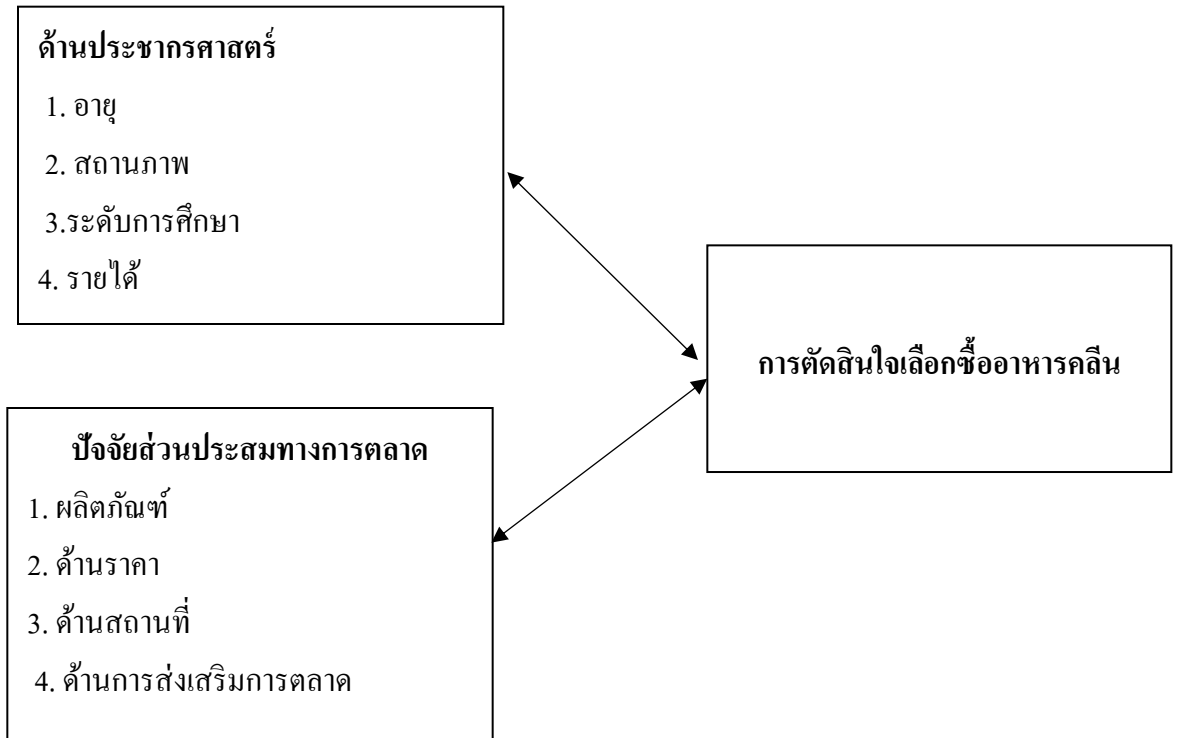 ด้านประชากรศาสตร์
1. อายุ
2. สถานภาพ
3.ระดับการศึกษา
4. รายได้
การตัดสินใจเลือกซื้ออาหารคลีน
ปัจจัยส่วนประสมทางการตลาด
1. ผลิตภัณฑ์
2. ด้านราคา
3. ด้านสถานที่
4. ด้านการส่งเสริมการตลาด